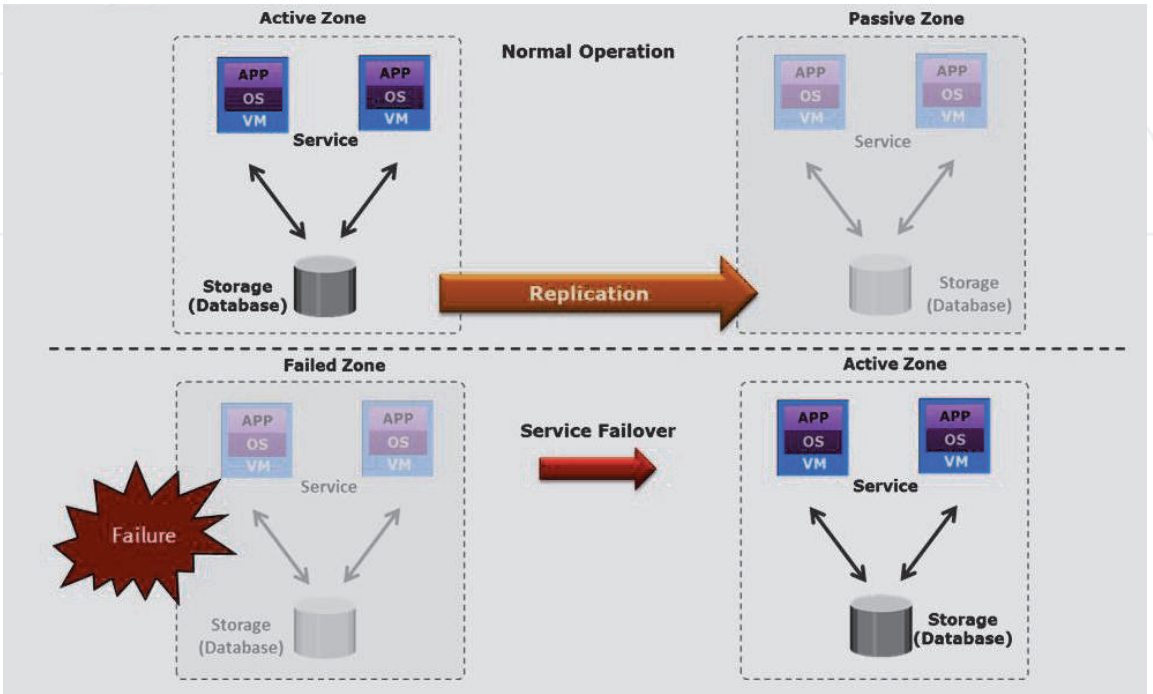 Active Zone
Passive Zone
Normal Operation
APP
OS
VM
APP
OS
VM
Service
Storage
(Database)
Replication
APP
OS
VM
APP
OS
VM
Service
Storage
(Database)
Failed Zone
Active Zone
APP
OS
VM
APP
OS
VM
Service
Failure
Storage
(Database)
Service Failover
APP
OS
VM
APP
OS
VM
Service
Storage
(Database)